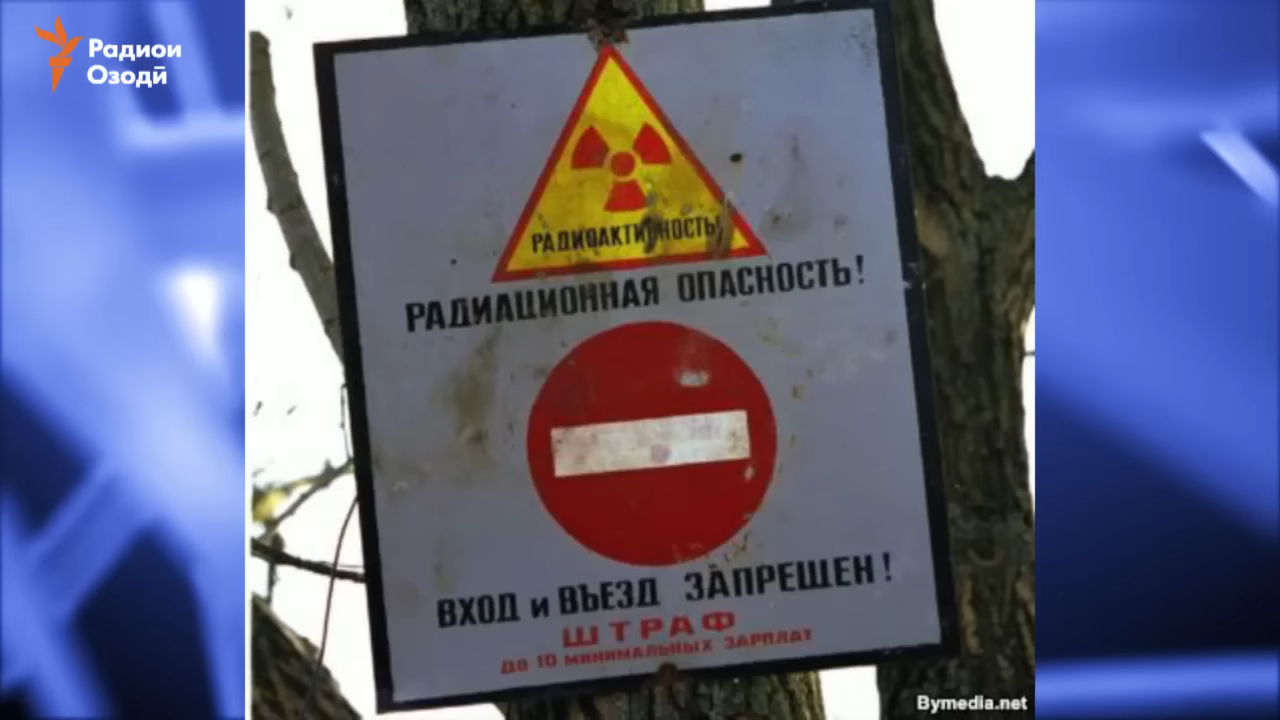 Радиои
Озодӣ
РАДИОАКТИВНОСТЬ!
РАДИАЦИОННАЯ ОПАСНОСТЬ!
ВХОД и ВЪЕЗД ЗАПРЕЩЕН!
ШТРАФ
до 10 минимальных ЗАРПЛАТ
Bymedia.net